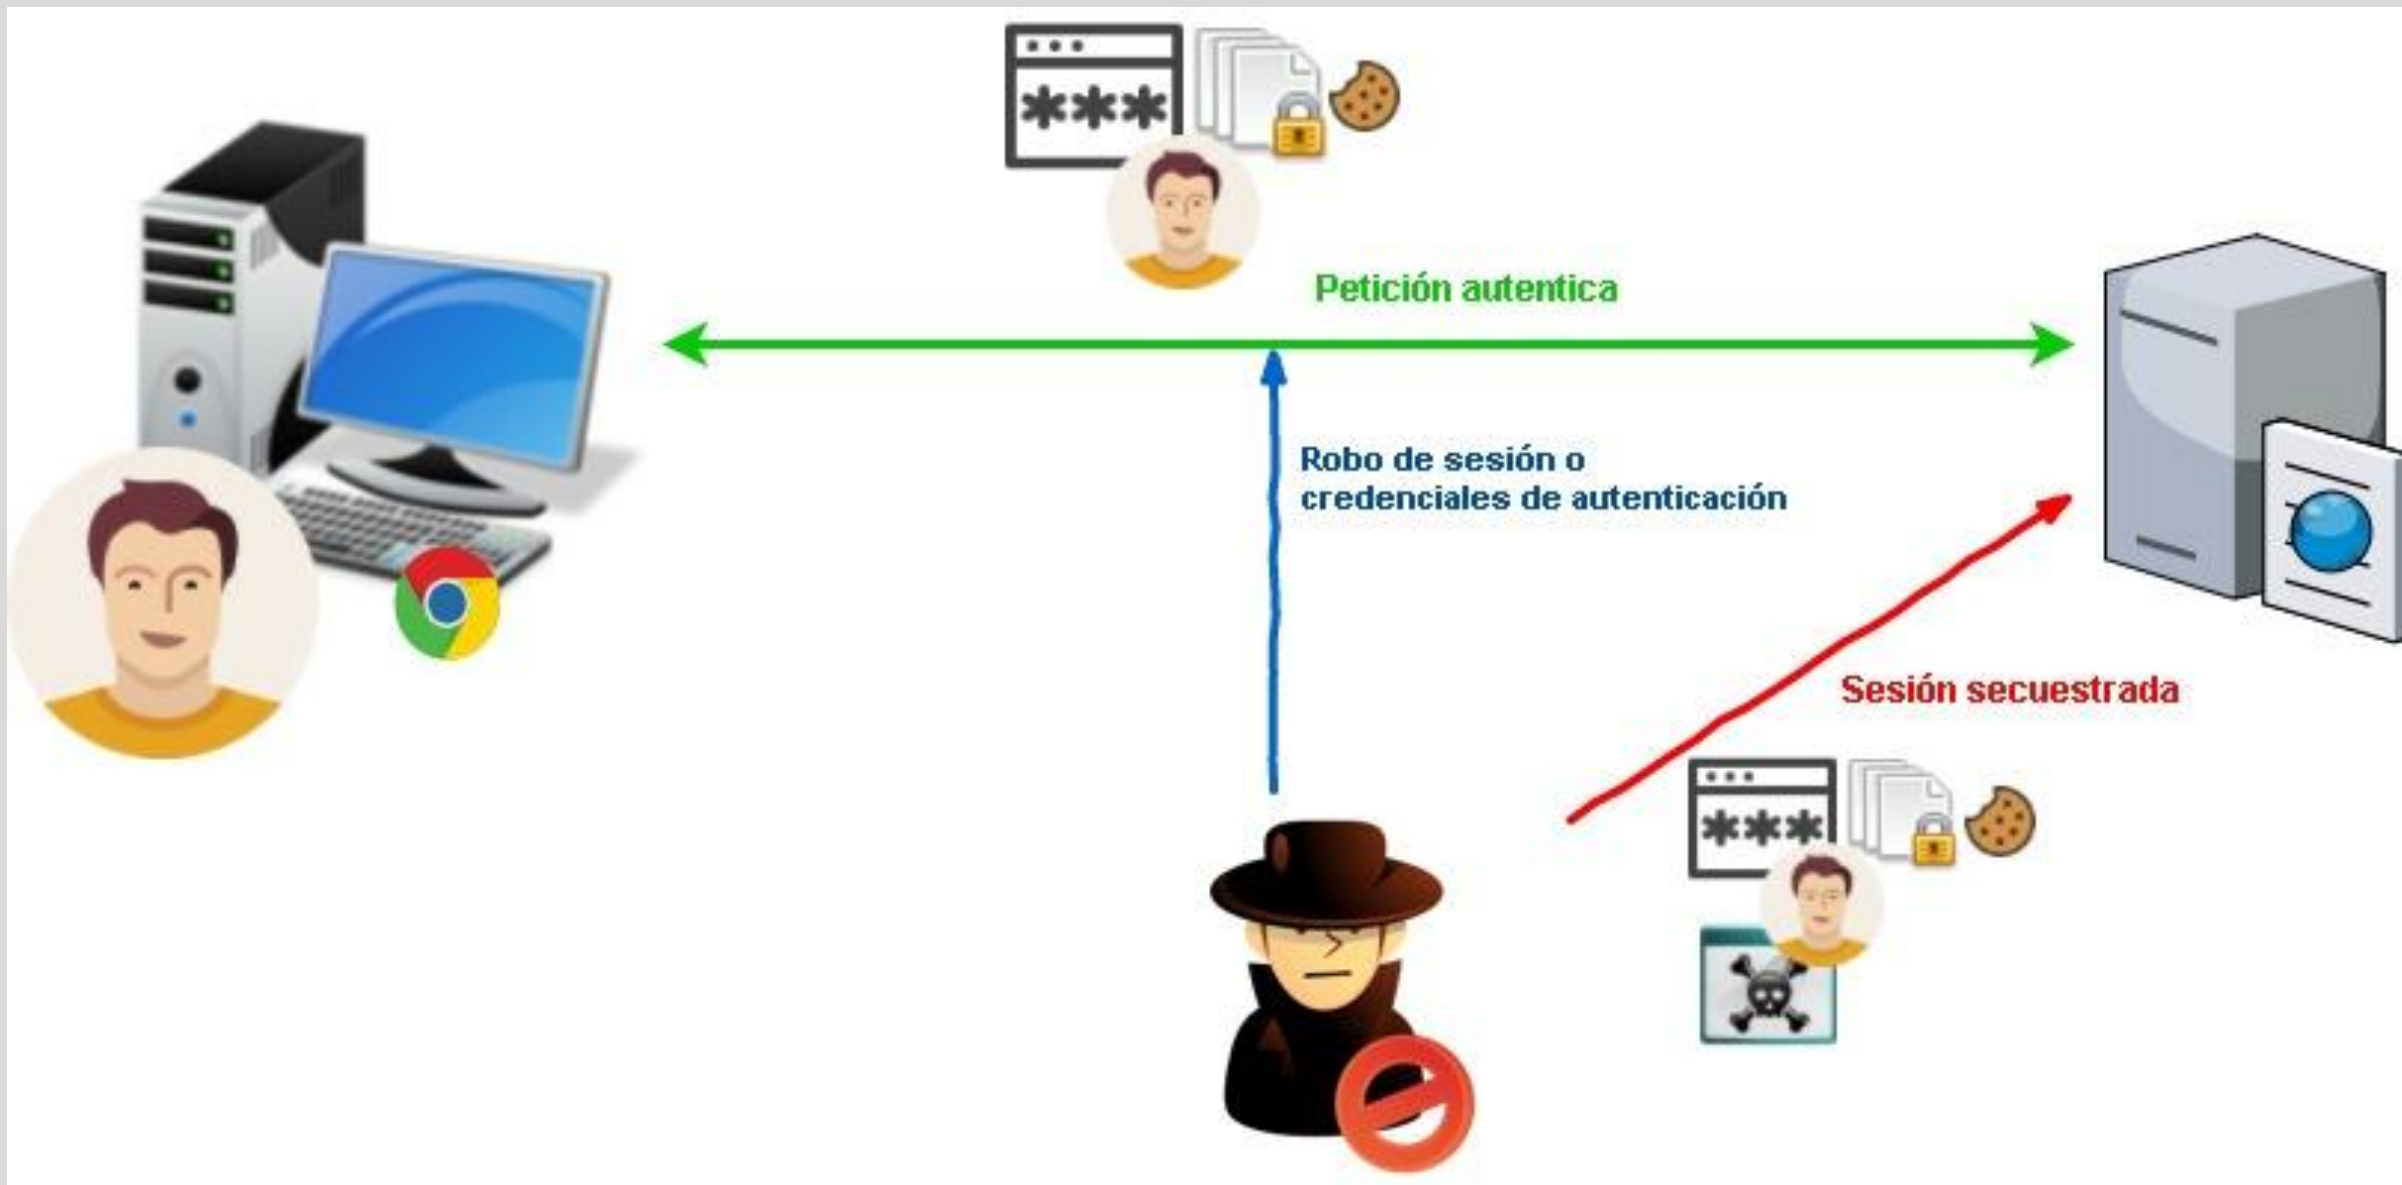 ***
Petición autentica
Robo de sesión o
credenciales de autenticación
Sesión secuestrada
***